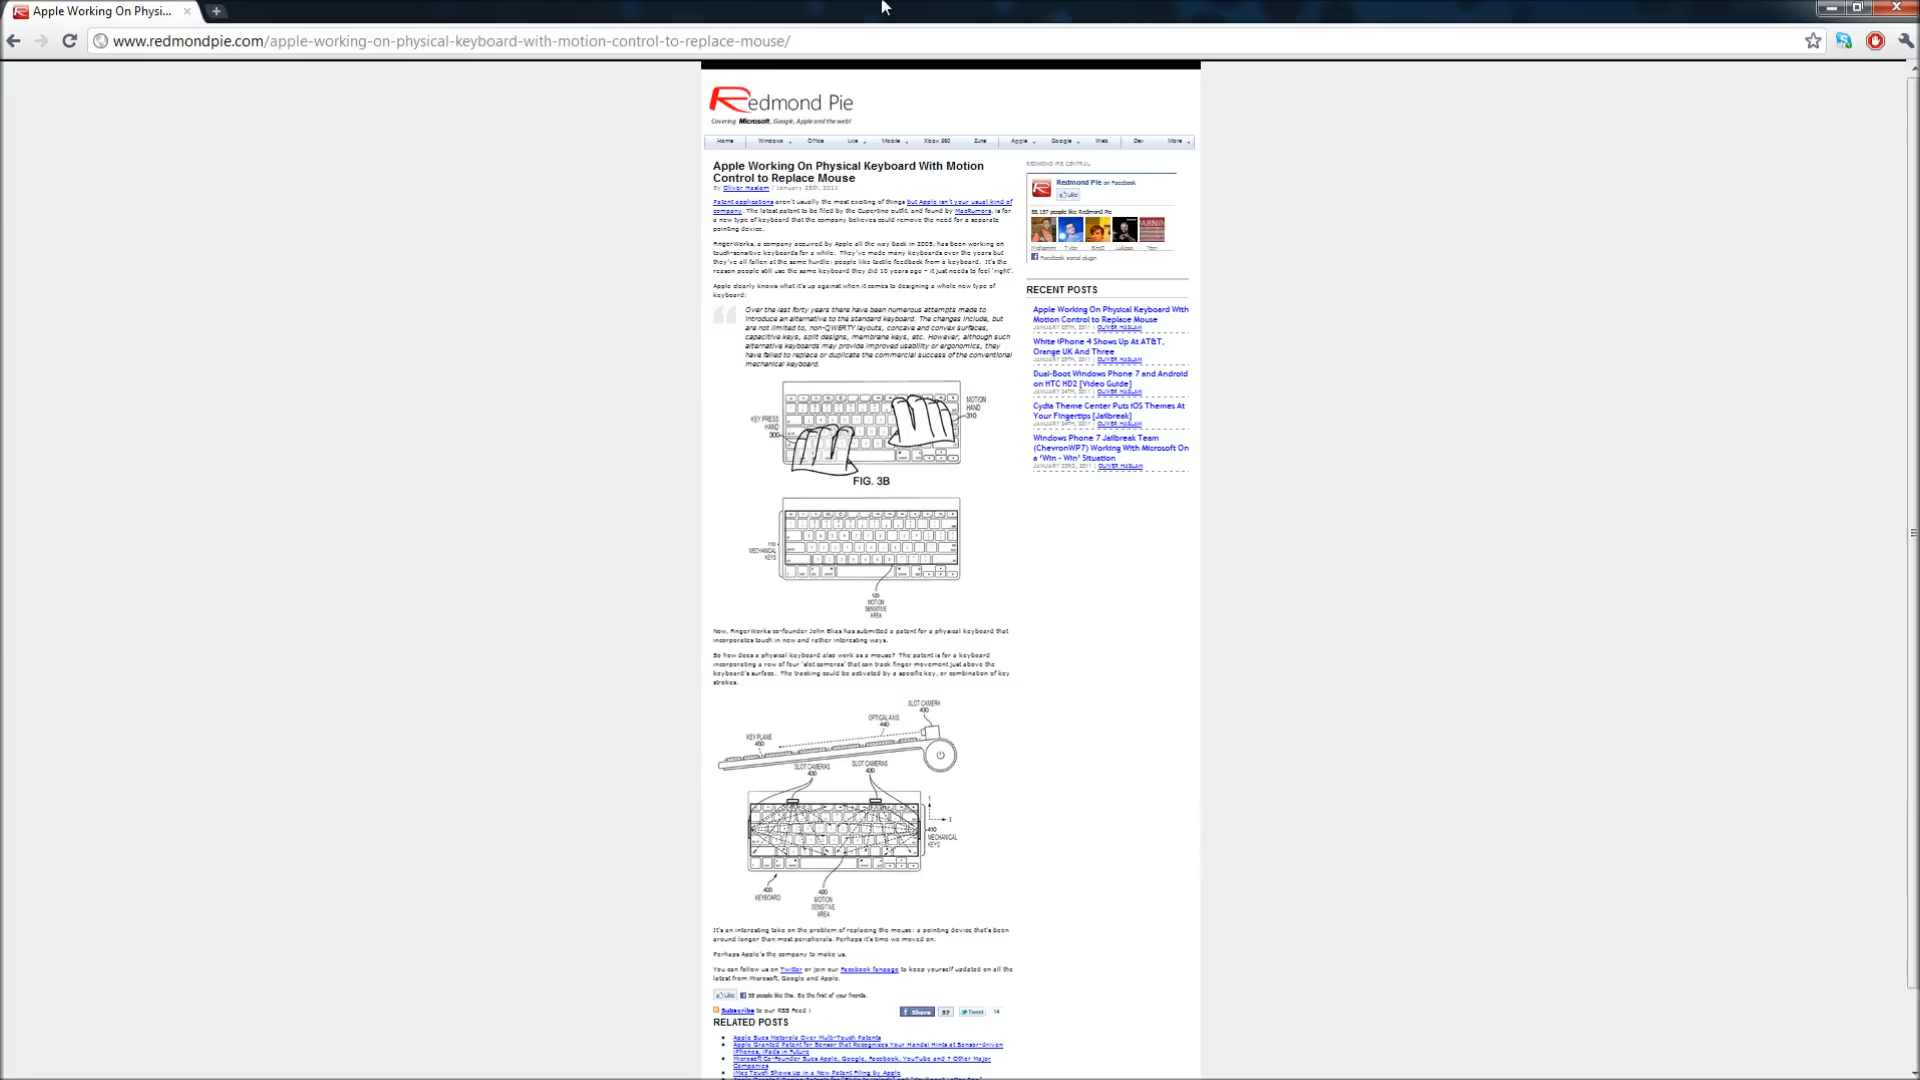 Apple Working On Physi...
www.redmondpie.com/apple-working-on-physical-keyboard-with-motion-control-to-replace-mouse/
Redmond Pie
Covering Microsoft, Google, Apple and the web!
Home Windows Office Live Mobile Xbox 360 Zune Apple Google Web Dev More
Apple Working On Physical Keyboard With Motion
Control to Replace Mouse
By Oliver Haslam | January 25th, 2011
Patent applications aren't usually the most exciting of things but Apple isn't your usual kind of
company. The latest patent to be filed by the Cupertino outfit, and found by MacRumors, is for
a new type of keyboard that the company believes could remove the need for a separate
pointing device.
FingerWorks, a company acquired by Apple all the way back in 2005, has been working on
touch-sensitive keyboards for a while. They've made many keyboards over the years but
they've all fallen at the same hurdle: people like tactile feedback from a keyboard. It's the
reason people still use the same keyboard they did 10 years ago – it just needs to feel 'right'.
Apple clearly knows what it's up against when it comes to designing a whole new type of
keyboard:
Over the last forty years there have been numerous attempts made to
introduce an alternative to the standard keyboard. The changes include, but
are not limited to, non-QWERTY layouts, concave and convex surfaces,
capacitive keys, split designs, membrane keys, etc. However, although such
alternative keyboards may provide improved usability or ergonomics, they
have failed to replace or duplicate the commercial success of the conventional
mechanical keyboard.
KEY PRESS
HAND
300
MOTION
HAND
310
FIG. 3B
110
MECHANICAL
KEYS
120
MOTION
SENSITIVE
AREA
Now, FingerWorks co-founder John Elias has submitted a patent for a physical keyboard that
incorporates touch in new and rather interesting ways.
So how does a physical keyboard also work as a mouse? The patent is for a keyboard
incorporating a row of four 'slot cameras' that can track finger movement just above the
keyboard's surface. The tracking could be activated by a specific key, or combination of key
strokes.
SLOT CAMERA
430
OPTICAL AXIS
440
KEY PLANE
450
SLOT CAMERAS
430
SLOT CAMERAS
430
X
410
MECHANICAL
KEYS
400
KEYBOARD
420
MOTION
SENSITIVE
AREA
It's an interesting take on the problem of replacing the mouse: a pointing device that's been
around longer than most peripherals. Perhaps it's time we moved on.
Perhaps Apple's the company to make us.
You can follow us on Twitter or join our Facebook fanpage to keep yourself updated on all the
latest from Microsoft, Google and Apple.
Like 55 people like this. Be the first of your friends.
Subscribe to our RSS Feed !
Share 57 Tweet 14
RELATED POSTS
Apple Sues Motorola Over Multi-Touch Patents
Apple Granted Patent for Sensor that Recognises Your Hands! Hints at Sensor-driven
iPhones, iPads in Future
Microsoft Co-Founder Sues Apple, Google, Facebook, YouTube and 7 Other Major
Companies
iMac Touch Shows Up in a New Patent Filing by Apple
REDMOND PIE CENTRAL
Redmond Pie on Facebook
Like
people like Redmond Pie
Facebook social plugin
RECENT POSTS
Apple Working On Physical Keyboard With
Motion Control to Replace Mouse
JANUARY 25TH, 2011 | OLIVER HASLAM
White iPhone 4 Shows Up At AT&T,
Orange UK And Three
JANUARY 25TH, 2011 | OLIVER HASLAM
Dual-Boot Windows Phone 7 and Android
on HTC HD2 [Video Guide]
JANUARY 24TH, 2011 | OLIVER HASLAM
Cydia Theme Center Puts iOS Themes At
Your Fingertips [Jailbreak]
JANUARY 24TH, 2011 | OLIVER HASLAM
Windows Phone 7 Jailbreak Team
(ChevronWP7) Working With Microsoft On
a 'Win - Win' Situation
JANUARY 23RD, 2011 | OLIVER HASLAM